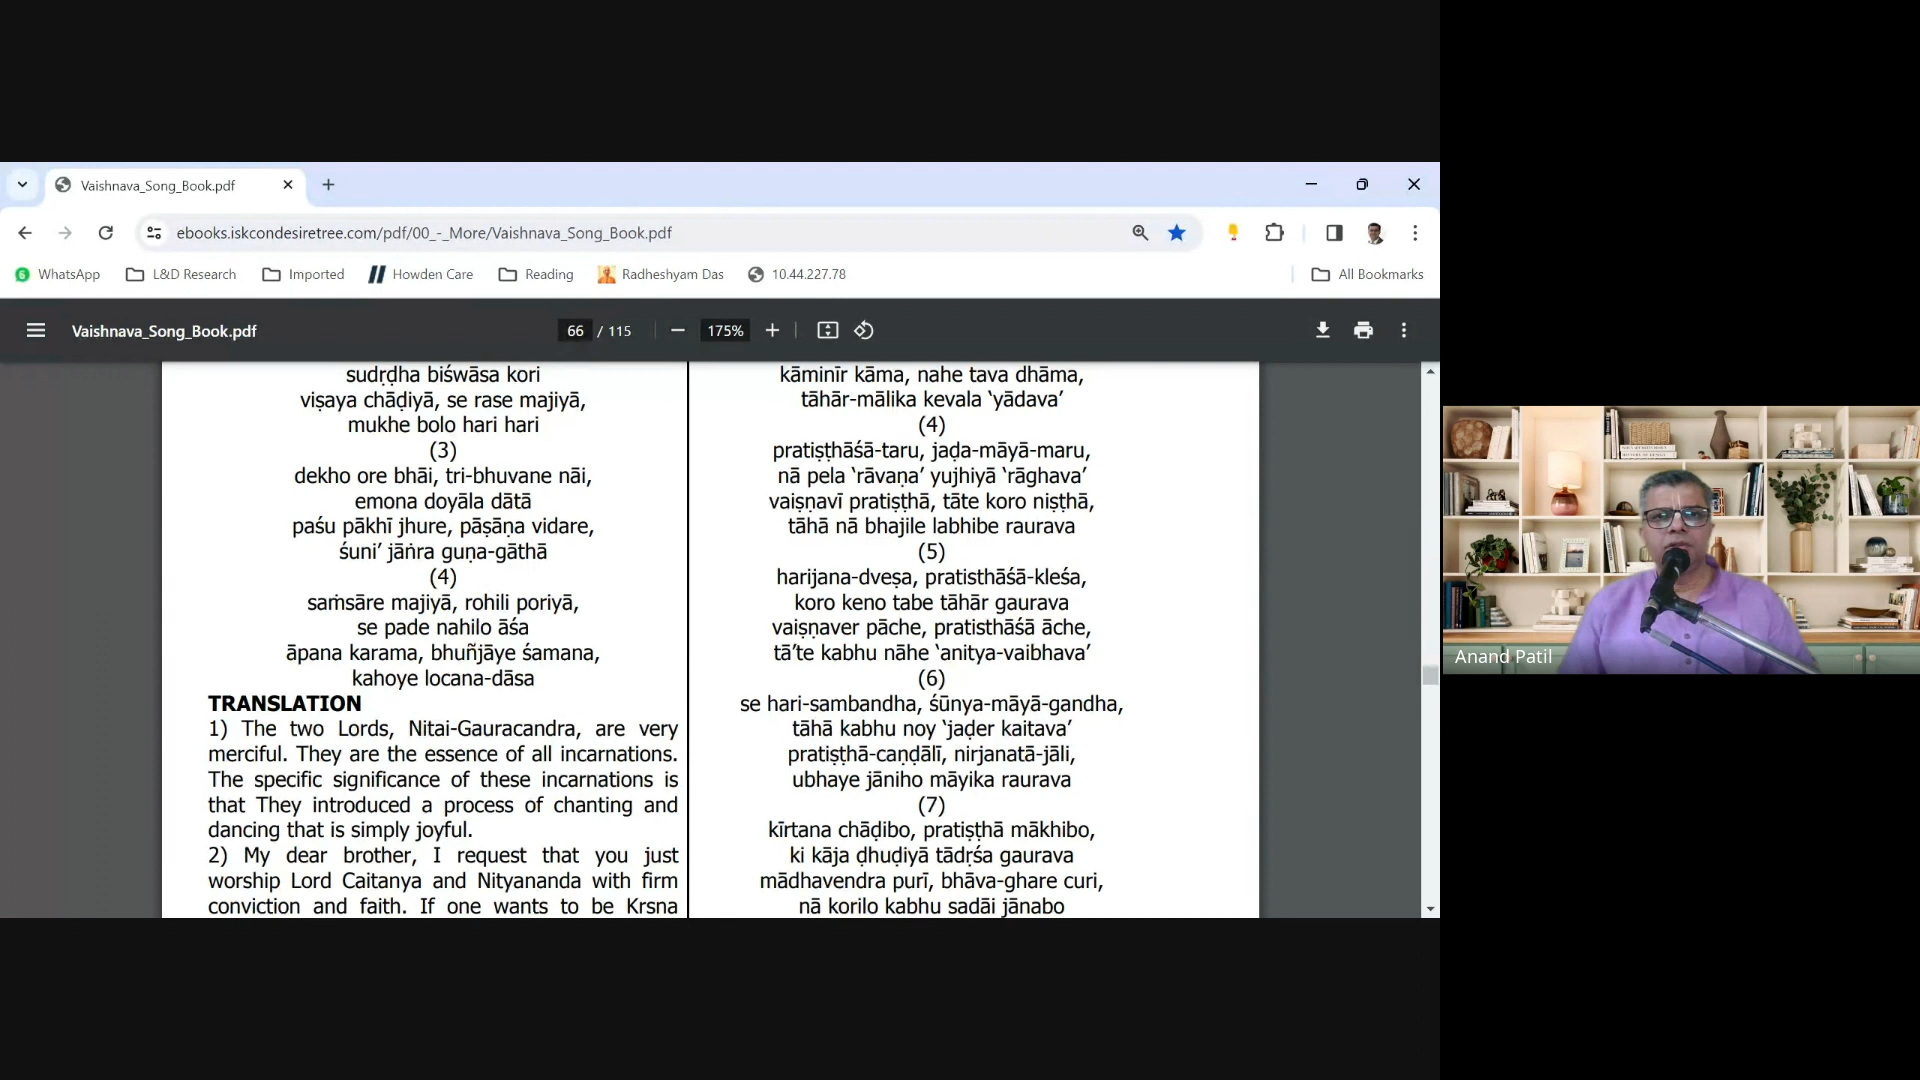 Vaishnava_Song_Book.pdf
ebooks.iskcondesiretree.com/pdf/00_-_More/Vaishnava_Song_Book.pdf
WhatsApp
L&D Research
Imported
Howden Care
Reading
Radheshyam Das
10.44.227.78
All Bookmarks
Vaishnava_Song_Book.pdf
66 / 115
175%
sudṛḍha biśwāsa kori
viṣaya chāḍiyā, se rase majiyā,
mukhe bolo hari hari
(3)
dekho ore bhāi, tri-bhuvane nāi,
emona doyāla dātā
paśu pākhī jhure, pāṣāṇa vidare,
śuni’ jāṅra guṇa-gāthā
(4)
saṁsāre majiyā, rohili poriyā,
se pade nahilo āśa
āpana karama, bhuñjāye śamana,
kahoye locana-dāsa
TRANSLATION
1) The two Lords, Nitai-Gauracandra, are very
merciful. They are the essence of all incarnations.
The specific significance of these incarnations is
that They introduced a process of chanting and
dancing that is simply joyful.
2) My dear brother, I request that you just
worship Lord Caitanya and Nityananda with firm
conviction and faith. If one wants to be Krsna
kāminīr kāma, nahe tava dhāma,
tāhār-mālika kevala ‘yādava’
(4)
pratiṣṭhāśā-taru, jaḍa-māyā-maru,
nā pela ‘rāvaṇa’ yujhiyā ‘rāghava’
vaiṣṇavī pratiṣṭhā, tāte koro niṣṭhā,
tāhā nā bhajile labhibe raurava
(5)
harijana-dveṣa, pratisthāśā-kleśa,
koro keno tabe tāhār gaurava
vaiṣṇaver pāche, pratisthāśā āche,
tā’te kabhu nāhe ‘anitya-vaibhava’
(6)
se hari-sambandha, śūnya-māyā-gandha,
tāhā kabhu noy ‘jaḍer kaitava’
pratiṣṭhā-caṇḍālī, nirjanatā-jāli,
ubhaye jāniho māyika raurava
(7)
kīrtana chāḍibo, pratiṣṭhā mākhibo,
ki kāja ḍhuḍiyā tādṛśa gaurava
mādhavendra purī, bhāva-ghare curi,
nā korilo kabhu sadāi jānabo
Anand Patil